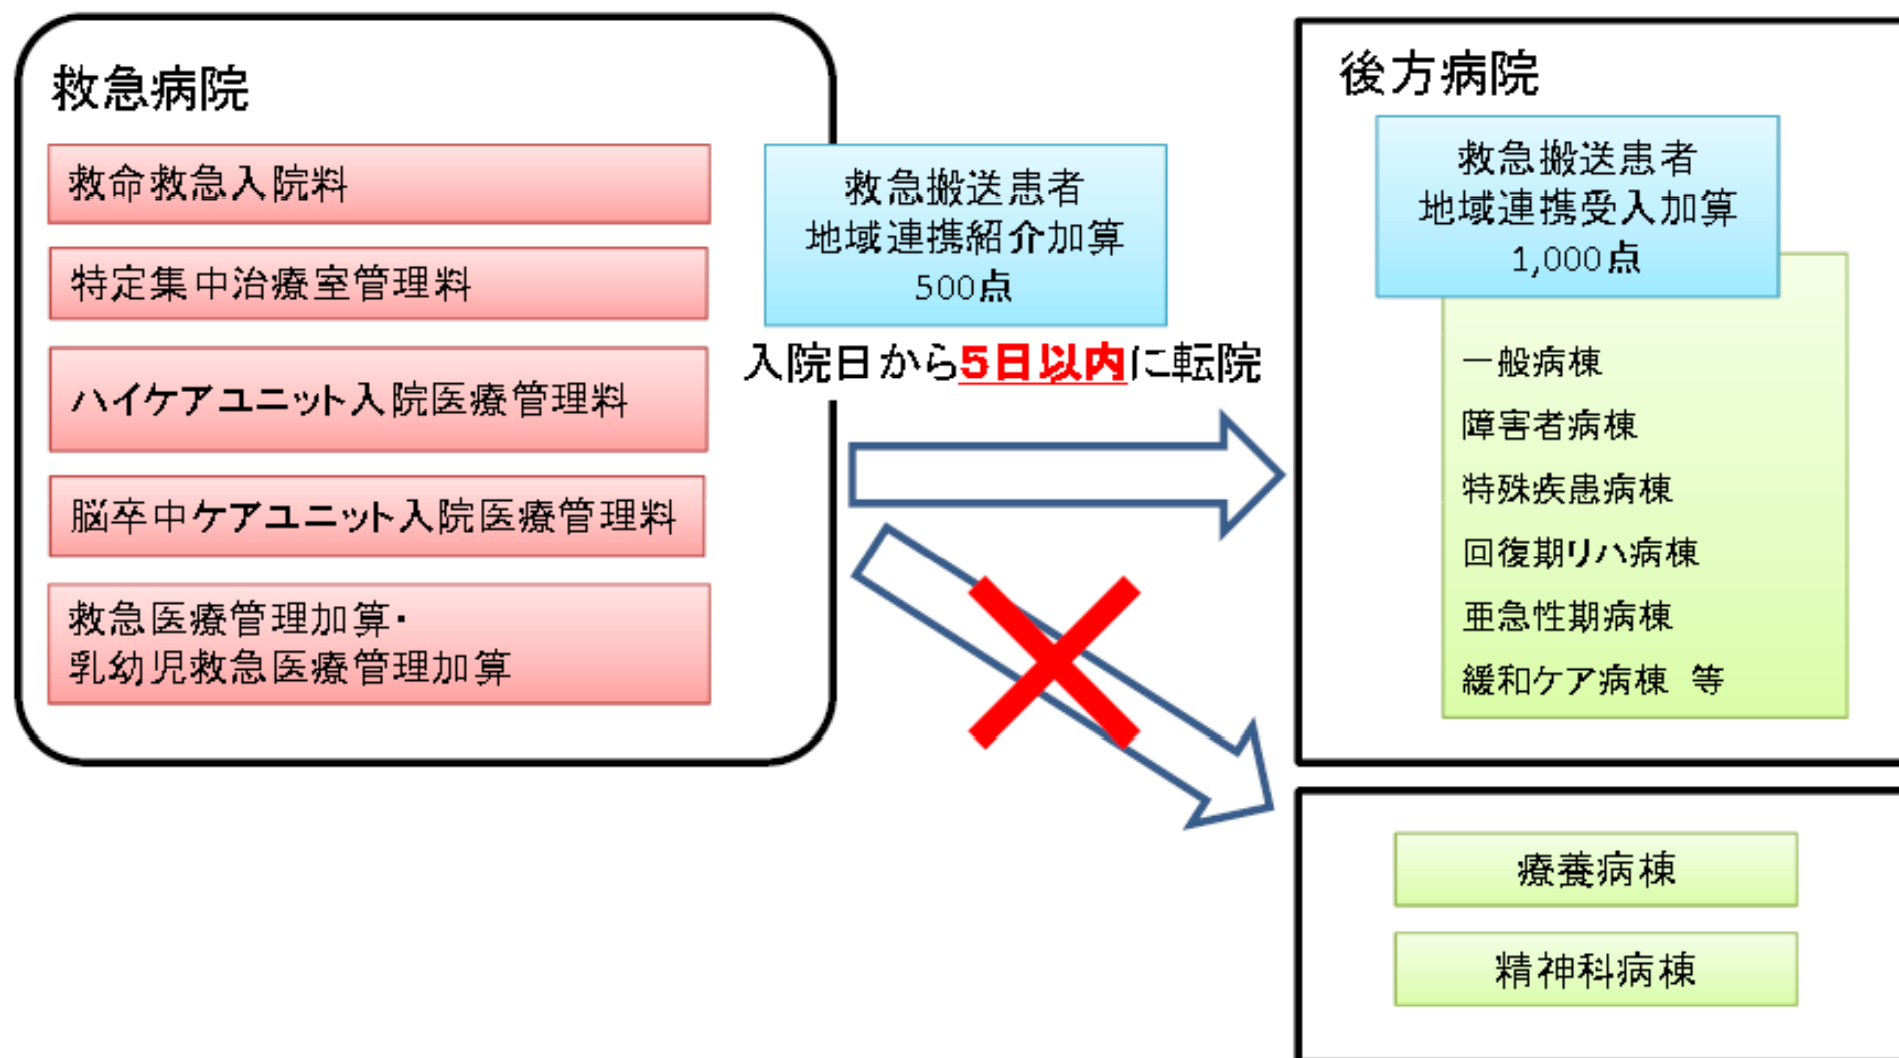 救急病院
救命救急入院料
特定集中治療室管理料
ハイケアユニット入院医療管理料
脳卒中ケアユニット入院医療管理料
救急医療管理加算・
乳幼児救急医療管理加算
救急搬送患者
地域連携紹介加算
500点
入院日から5日以内に転院
後方病院
救急搬送患者
地域連携受入加算
1,000点
一般病棟
障害者病棟
特殊疾患病棟
回復期リハ病棟
亜急性期病棟
緩和ケア病棟 等
療養病棟
精神科病棟